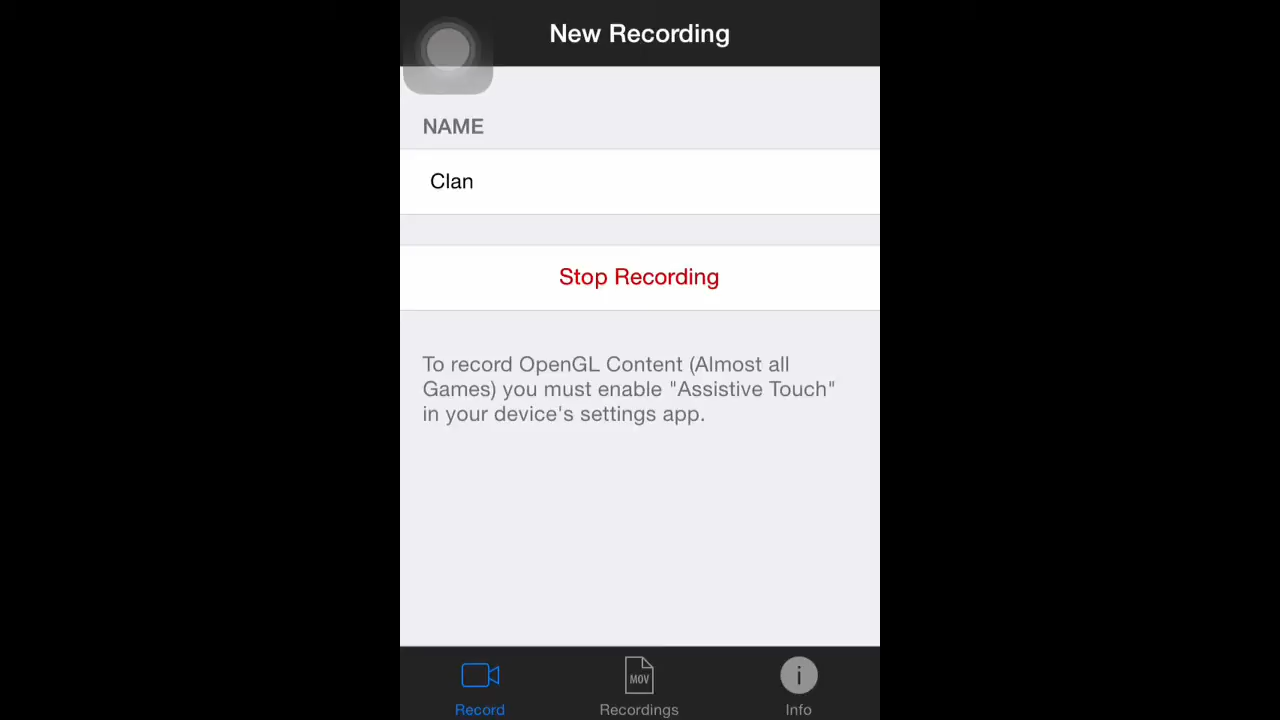 New Recording
NAME
Clan
Stop Recording
To record OpenGL Content (Almost all
Games) you must enable "Assistive Touch"
in your device's settings app.
MOV
Record
Recordings
i
Info